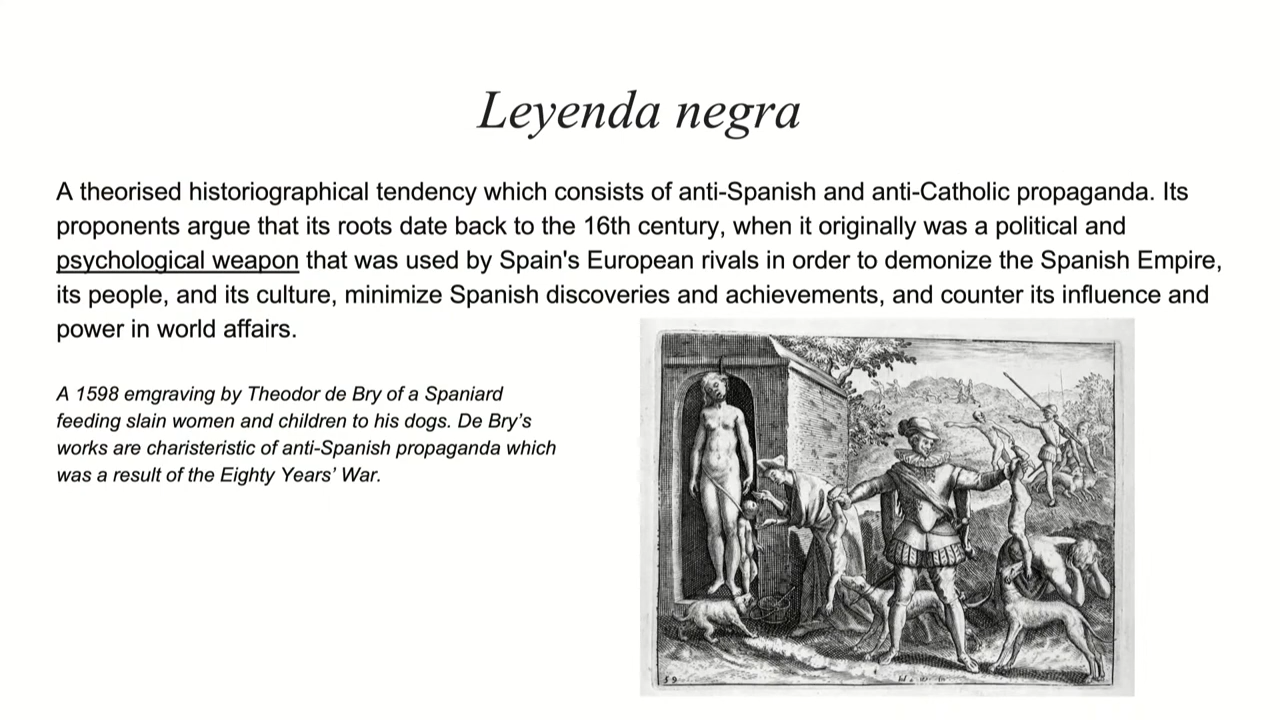 Leyenda negra
A theorised historiographical tendency which consists of anti-Spanish and anti-Catholic propaganda. Its
proponents argue that its roots date back to the 16th century, when it originally was a political and
psychological weapon that was used by Spain's European rivals in order to demonize the Spanish Empire,
its people, and its culture, minimize Spanish discoveries and achievements, and counter its influence and
power in world affairs.
A 1598 emgraving by Theodor de Bry of a Spaniard
feeding slain women and children to his dogs. De Bry’s
works are charisteristic of anti-Spanish propaganda which
was a result of the Eighty Years’ War.
59